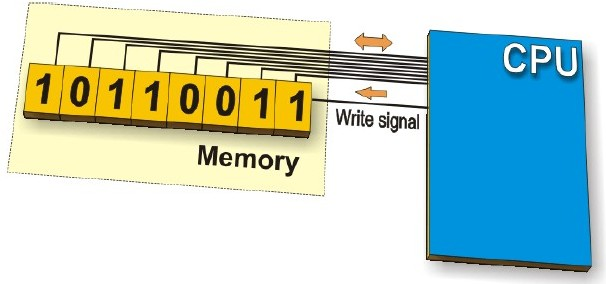 CPU
10110011
Write signal
Memory